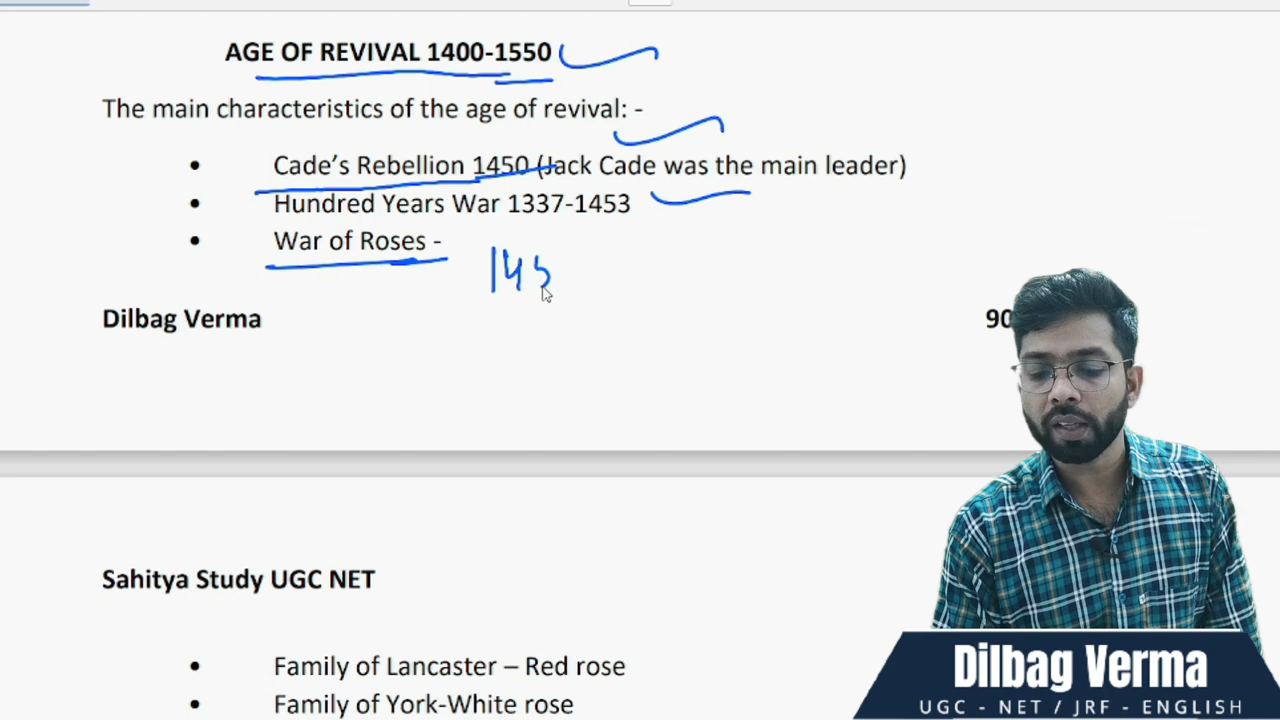 AGE OF REVIVAL 1400-1550
The main characteristics of the age of revival: -
• Cade's Rebellion 1450 (Jack Cade was the main leader)
• Hundred Years War 1337-1453
• War of Roses -
145
Dilbag Verma 90
Sahitya Study UGC NET
• Family of Lancaster – Red rose
• Family of York-White rose
Dilbag Verma
UGC - NET / JRF - ENGLISH